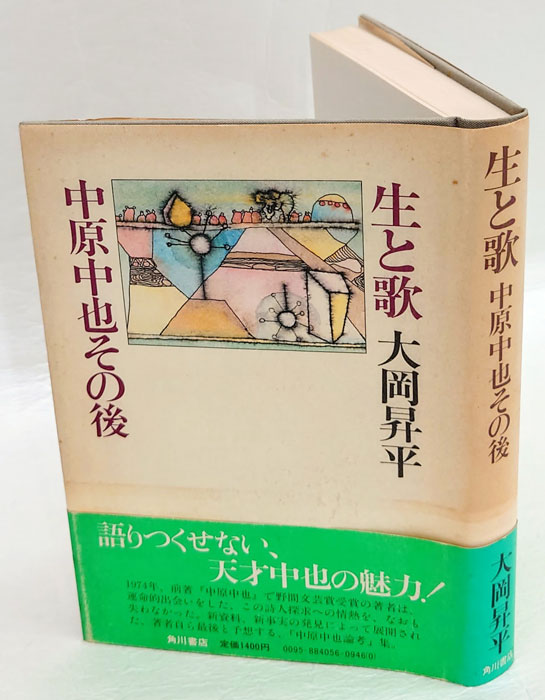 生と歌
大岡昇平
中原中也その後
語りつくせない、
天才中也の魅力!
1974年、前著『中原中也』で野間文芸賞受賞の著者は、
運命的出会いをした、この詩人探求への情熱を、なおも
失わなかった。新資料、新事実の発見によって展開され
た、著者自ら最後と予想する、「中原中也論考」集。
角川書店 定価1400円 0095-884056-0946(0)
生と歌 中原中也その後
大岡昇平
角川書店